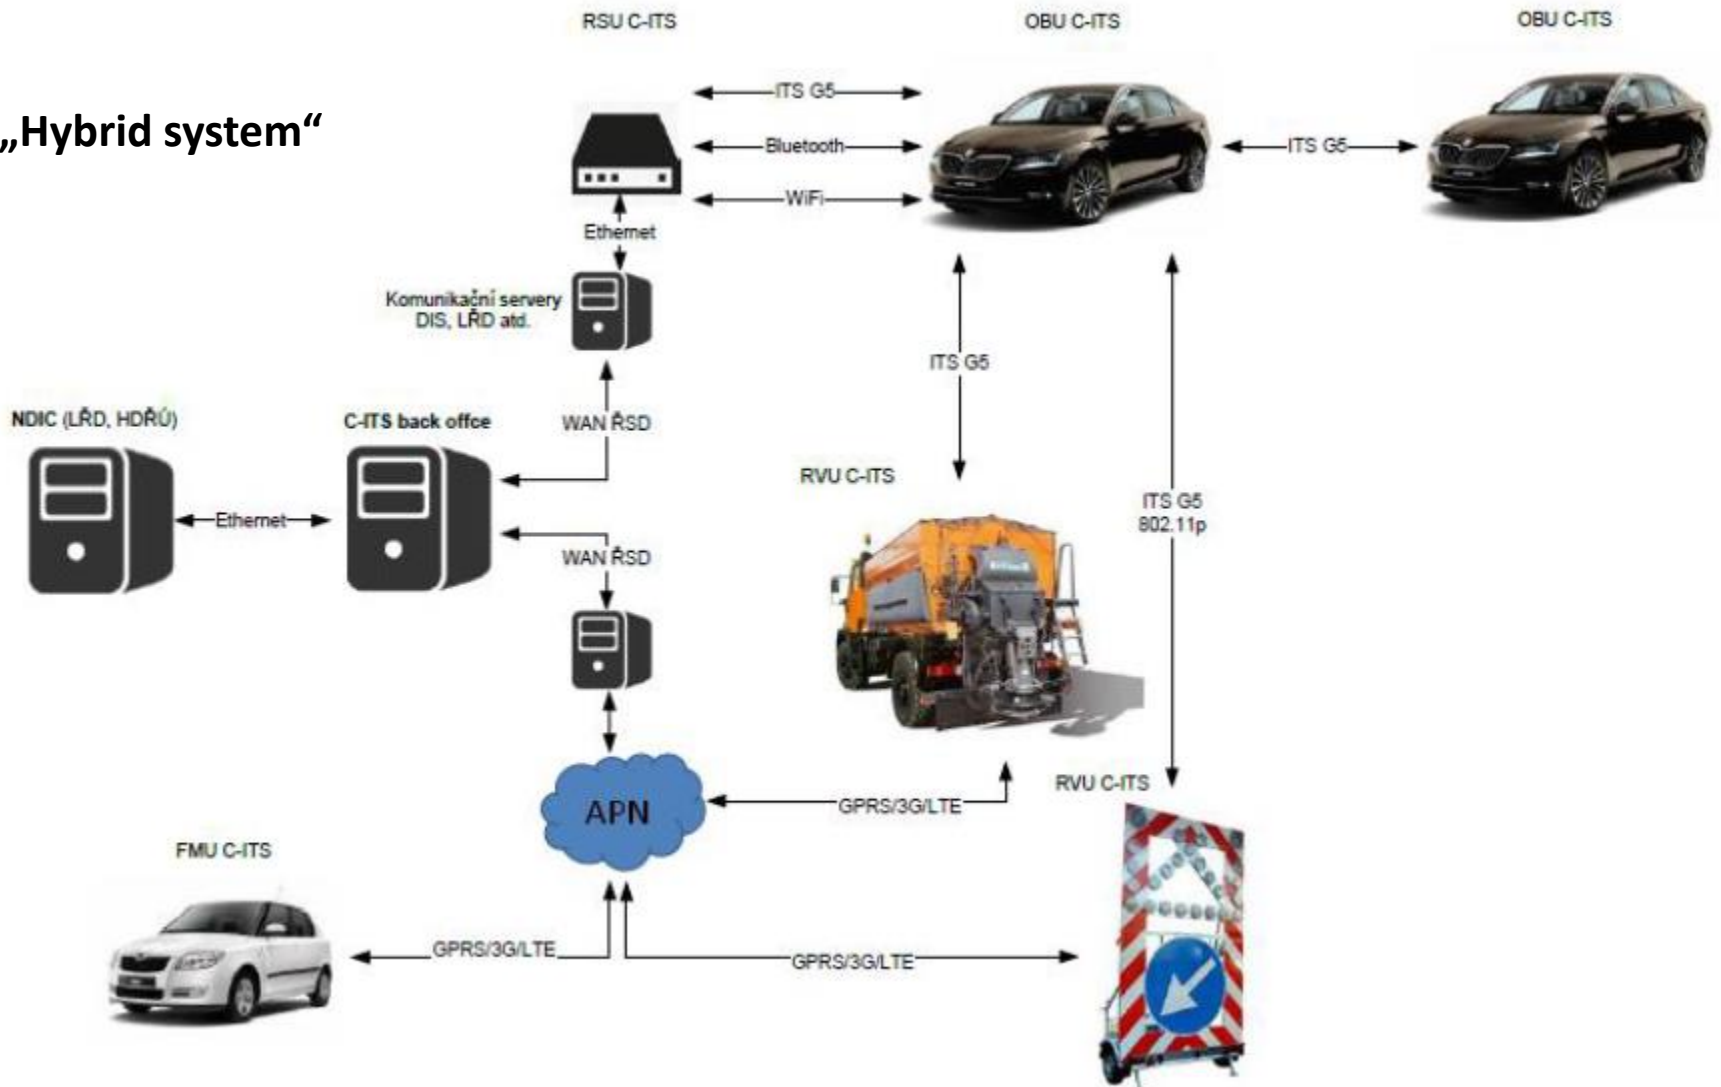 RSU C-ITS
OBU C-ITS
OBU C-ITS
„Hybrid system“
ITS G5
Bluetooth
WiFi
ITS G5
Ethernet
Komunikační servery
DIS, LŘD atd.
ITS G5
NDIC (LŘD, HDŘÚ)
C-ITS back offce
WAN ŘSD
RVU C-ITS
ITS G5
802.11p
Ethernet
WAN ŘSD
RVU C-ITS
APN
GPRS/3G/LTE
FMU C-ITS
GPRS/3G/LTE
GPRS/3G/LTE